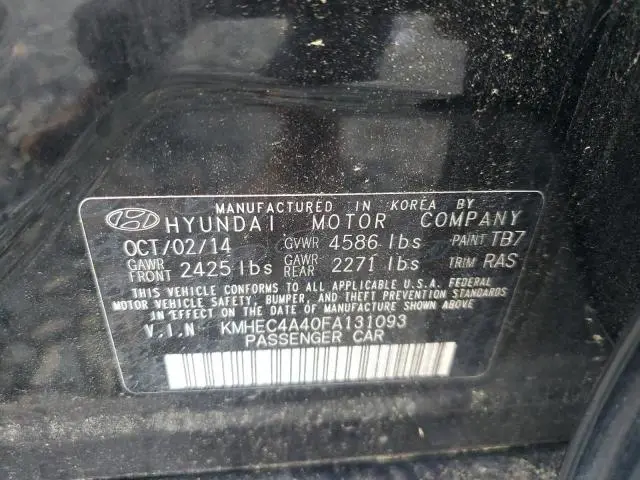 MANUFACTURED IN KOREA BY
HYUNDAI MOTOR COMPANY
OCT/02/14 GVWR 4586 lbs PAINT TB7
GAWR FRONT 2425 lbs GAWR REAR 2271 lbs TRIM RAS
THIS VEHICLE CONFORMS TO ALL APPLICABLE U.S.A. FEDERAL
MOTOR VEHICLE SAFETY, BUMPER, AND THEFT PREVENTION STANDARDS
IN EFFECT ON THE DATE OF MANUFACTURE SHOWN ABOVE
V.I.N KMHEC4A40FA131093
PASSENGER CAR